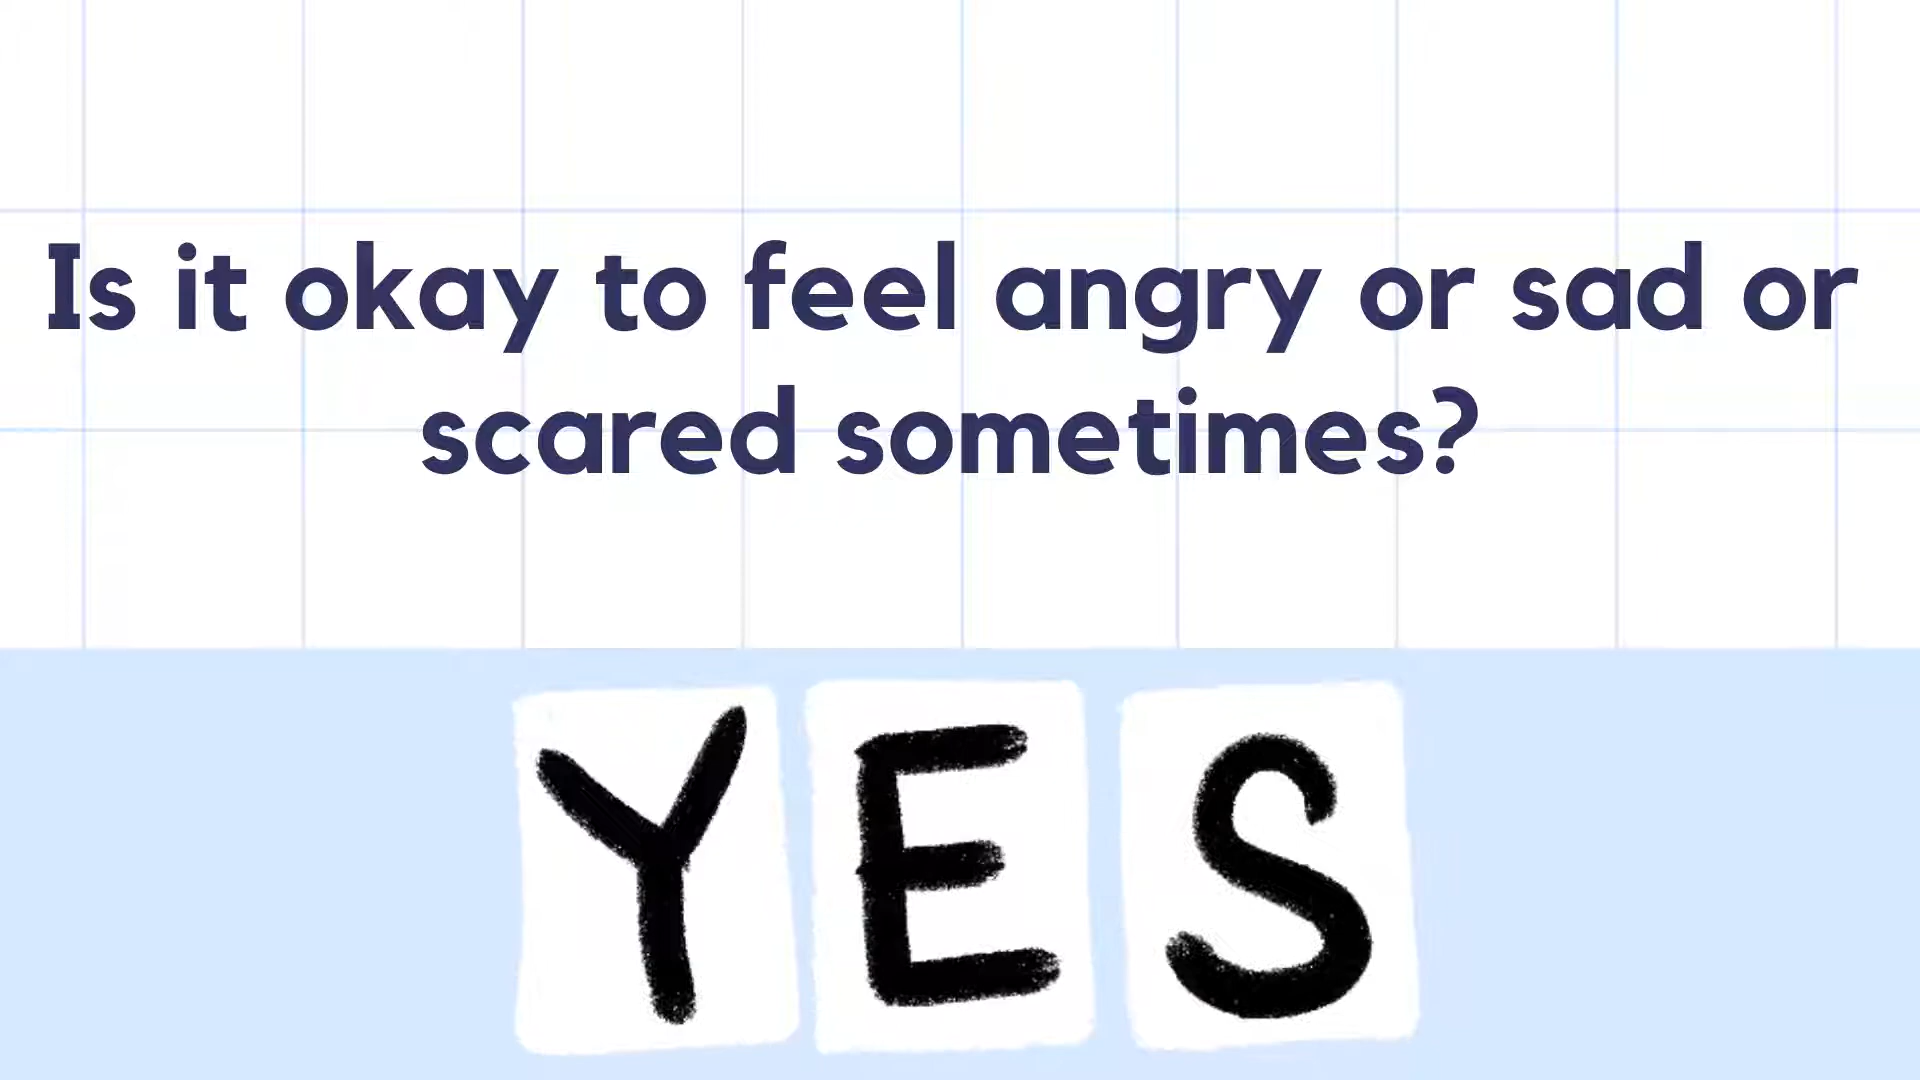 Is it okay to feel angry or sad or
scared sometimes?
YES